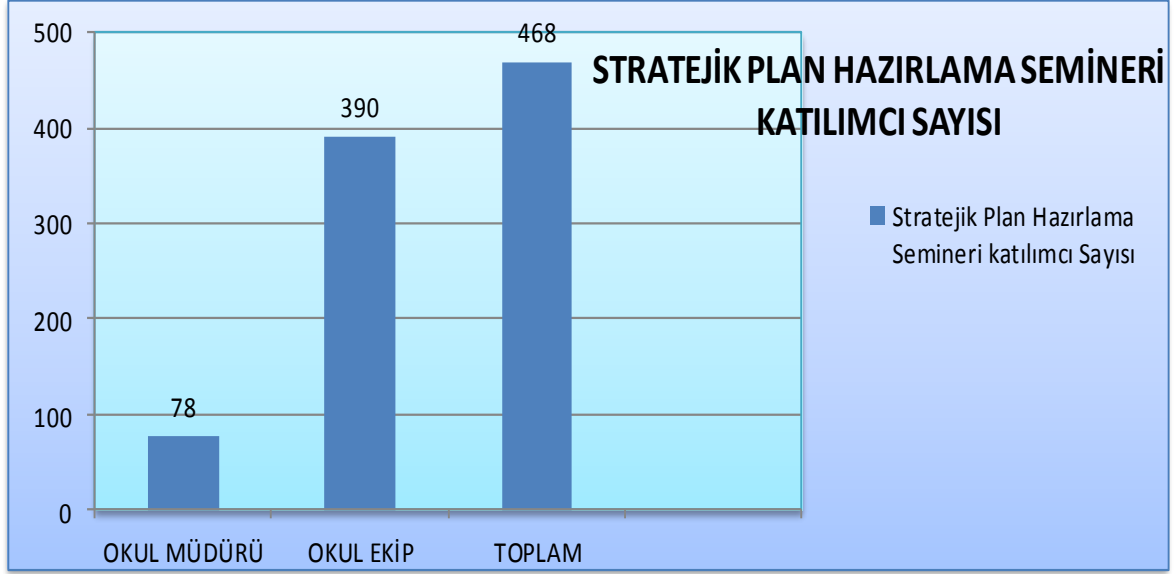 STRATEJİK PLAN HAZIRLAMA SEMİNERİ
KATILIMCI SAYISI
500
400
300
200
100
0
78
390
468
OKUL MÜDÜRÜ
OKUL EKİP
TOPLAM
Stratejik Plan Hazırlama
Semineri katılımcı Sayısı